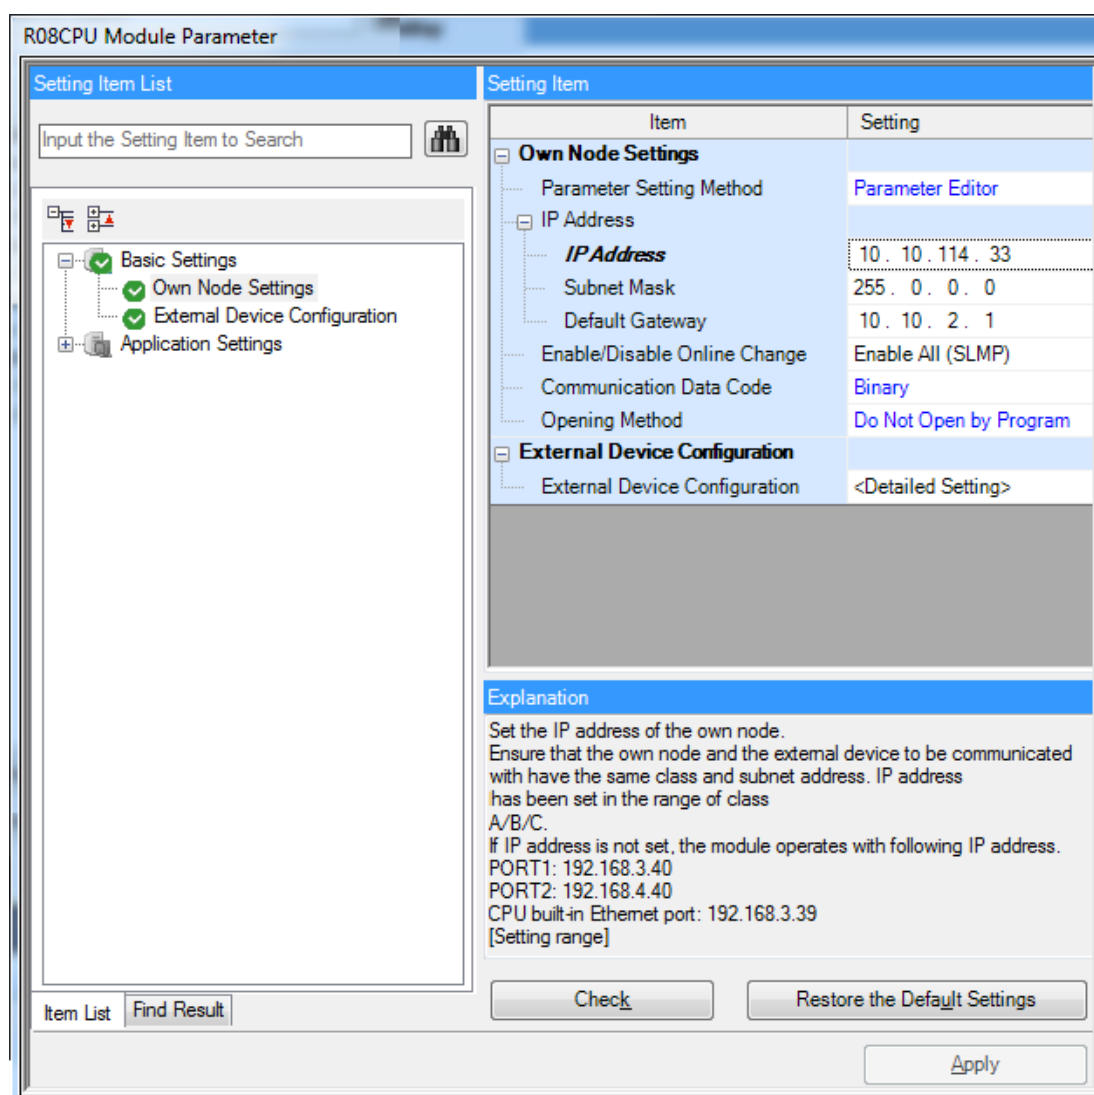 R08CPU Module Parameter
Setting Item List
Input the Setting Item to Search
Basic Settings
Own Node Settings
External Device Configuration
Application Settings
Item List
Find Result
Setting Item
Item Setting
Own Node Settings
Parameter Setting Method Parameter Editor
IP Address
IP Address 10 . 10 . 114 . 33
Subnet Mask 255 . 0 . 0 . 0
Default Gateway 10 . 10 . 2 . 1
Enable/Disable Online Change Enable All (SLMP)
Communication Data Code Binary
Opening Method Do Not Open by Program
External Device Configuration
External Device Configuration <Detailed Setting>
Explanation
Set the IP address of the own node.
Ensure that the own node and the external device to be communicated
with have the same class and subnet address. IP address
has been set in the range of class
A/B/C.
If IP address is not set, the module operates with following IP address.
PORT1: 192.168.3.40
PORT2: 192.168.4.40
CPU built-in Ethernet port: 192.168.3.39
[Setting range]
Check
Restore the Default Settings
Apply